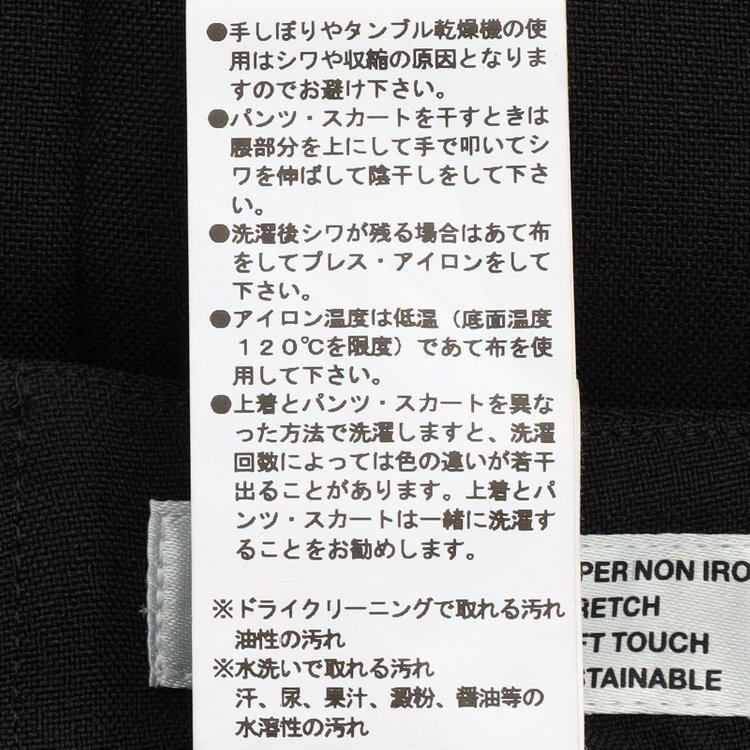 ●手しぼりやタンブル乾燥機の使
用はシワや収縮の原因となりま
すのでお避け下さい。
●パンツ・スカートを干すときは
腰部分を上にして手で叩いてシ
ワを伸ばして陰干しをして下さ
い。
●洗濯後シワが残る場合はあて布
をしてプレス・アイロンをして
下さい。
●アイロン温度は低温（底面温度
１２０℃を限度）であて布を使
用して下さい。
●上着とパンツ・スカートを異な
った方法で洗濯しますと、洗濯
回数によっては色の違いが若干
出ることがあります。上着とパ
ンツ・スカートは一緒に洗濯す
ることをお勧めします。
※ドライクリーニングで取れる汚れ
油性の汚れ
※水洗いで取れる汚れ
汗、尿、果汁、澱粉、醤油等の
水溶性の汚れ
PER NON IRO
RETCH
FT TOUCH
STAINABLE